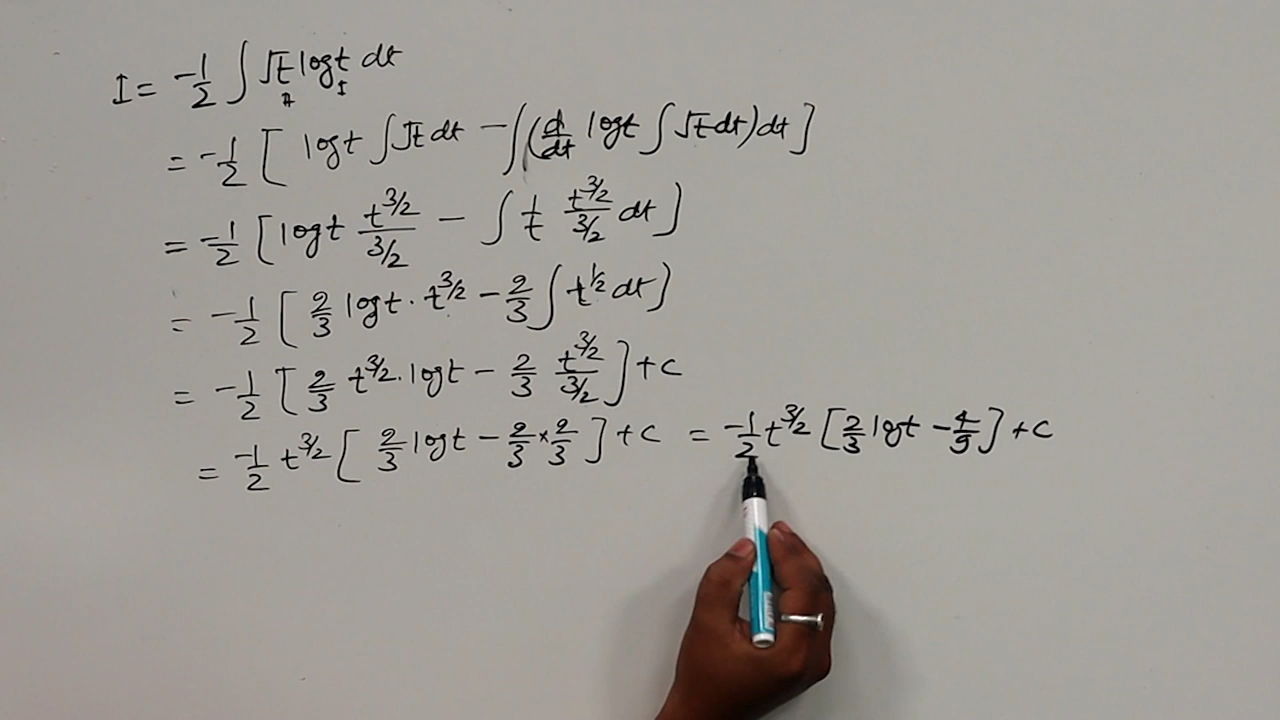 I = -1/2 ∫ √t log t dt
A I
= -1/2 [ log t ∫ √t dt - ∫ (d/dt log t ∫ √t dt) dt ]
= -1/2 [ log t t^3/2 / 3/2 - ∫ 1/t t^3/2 / 3/2 dt ]
= -1/2 [ 2/3 log t · t^3/2 - 2/3 ∫ t^1/2 dt ]
= -1/2 [ 2/3 t^3/2 · log t - 2/3 t^3/2 / 3/2 ] + C
= -1/2 t^3/2 [ 2/3 log t - 2/3 × 2/3 ] + C = -1/2 t^3/2 [ 2/3 log t - 4/9 ] + C